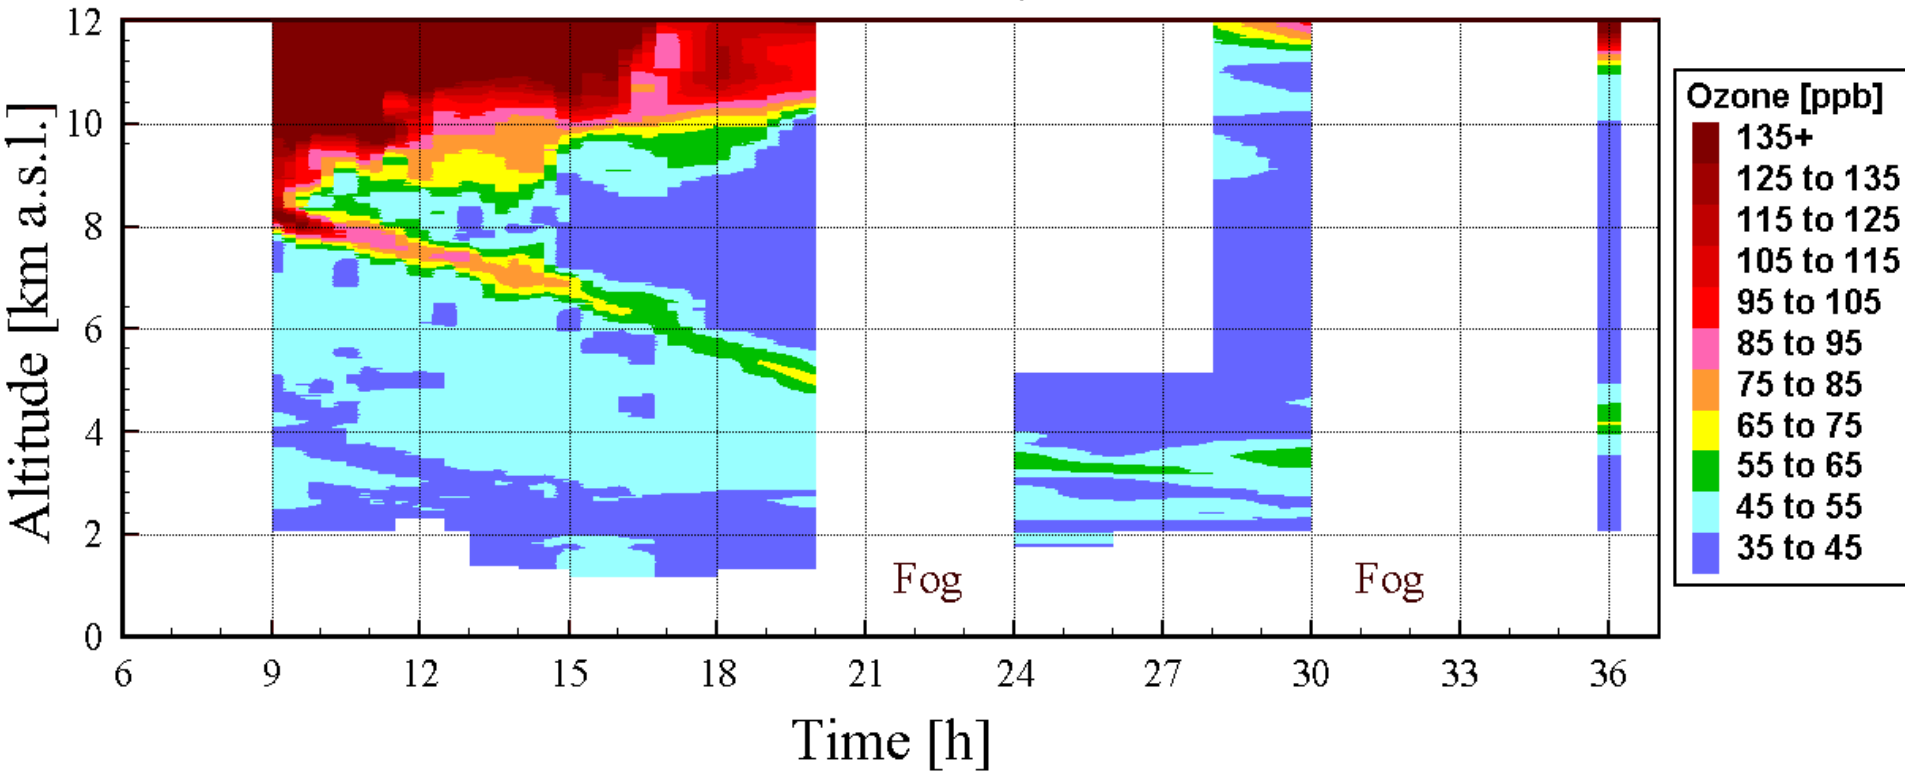 12
10
8
6
4
2
0
Altitude [km a.s.l.]
6 9 12 15 18 21 24 27 30 33 36
Time [h]
Fog
Fog
Ozone [ppb]
135+
125 to 135
115 to 125
105 to 115
95 to 105
85 to 95
75 to 85
65 to 75
55 to 65
45 to 55
35 to 45